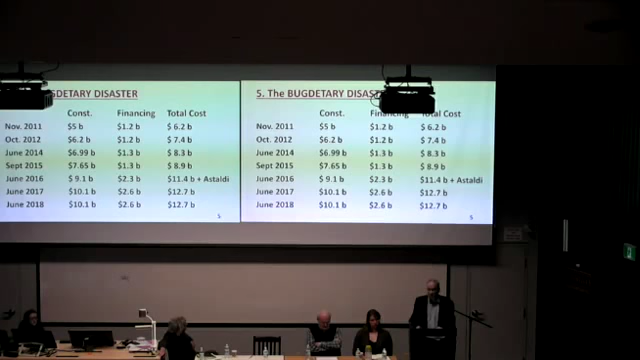 GDETARY DISASTER
Const. Financing Total Cost
Nov. 2011 $5 b $1.2 b $ 6.2 b
Oct. 2012 $6.2 b $1.2 b $ 7.4 b
June 2014 $6.99 b $1.3 b $ 8.3 b
Sept 2015 $7.65 b $1.3 b $ 8.9 b
June 2016 $ 9.1 b $2.3 b $11.4 b + Astaldi
June 2017 $10.1 b $2.6 b $12.7 b
June 2018 $10.1 b $2.6 b $12.7 b
5
5. The BUGDETARY DISAST
Const. Financing Total Cost
Nov. 2011 $5 b $1.2 b $ 6.2 b
Oct. 2012 $6.2 b $1.2 b $ 7.4 b
June 2014 $6.99 b $1.3 b $ 8.3 b
Sept 2015 $7.65 b $1.3 b $ 8.9 b
June 2016 $ 9.1 b $2.3 b $11.4 b + Astaldi
June 2017 $10.1 b $2.6 b $12.7 b
June 2018 $10.1 b $2.6 b $12.7 b
5